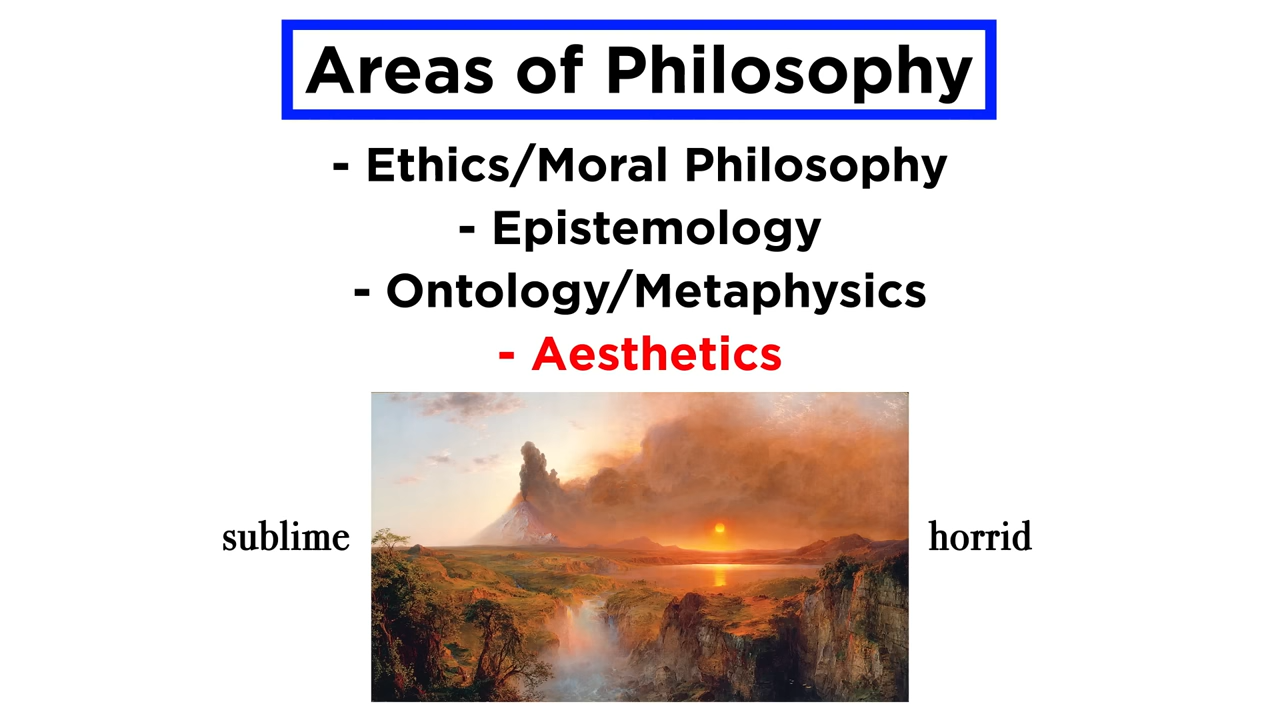 Areas of Philosophy
- Ethics/Moral Philosophy
- Epistemology
- Ontology/Metaphysics
- Aesthetics
sublime
horrid